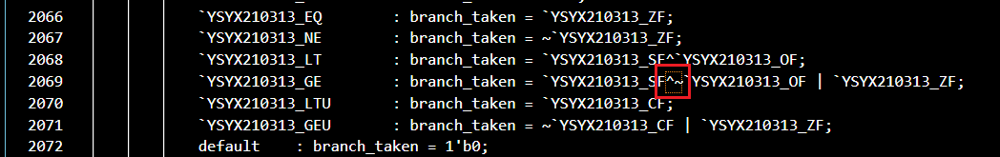 2066 `YSYX210313_EQ : branch_taken = `YSYX210313_ZF;
2067 `YSYX210313_NE : branch_taken = ~`YSYX210313_ZF;
2068 `YSYX210313_LT : branch_taken = `YSYX210313_SF^`YSYX210313_OF;
2069 `YSYX210313_GE : branch_taken = `YSYX210313_SF^~`YSYX210313_OF | `YSYX210313_ZF;
2070 `YSYX210313_LTU : branch_taken = `YSYX210313_CF;
2071 `YSYX210313_GEU : branch_taken = ~`YSYX210313_CF | `YSYX210313_ZF;
2072 default : branch_taken = 1'b0;